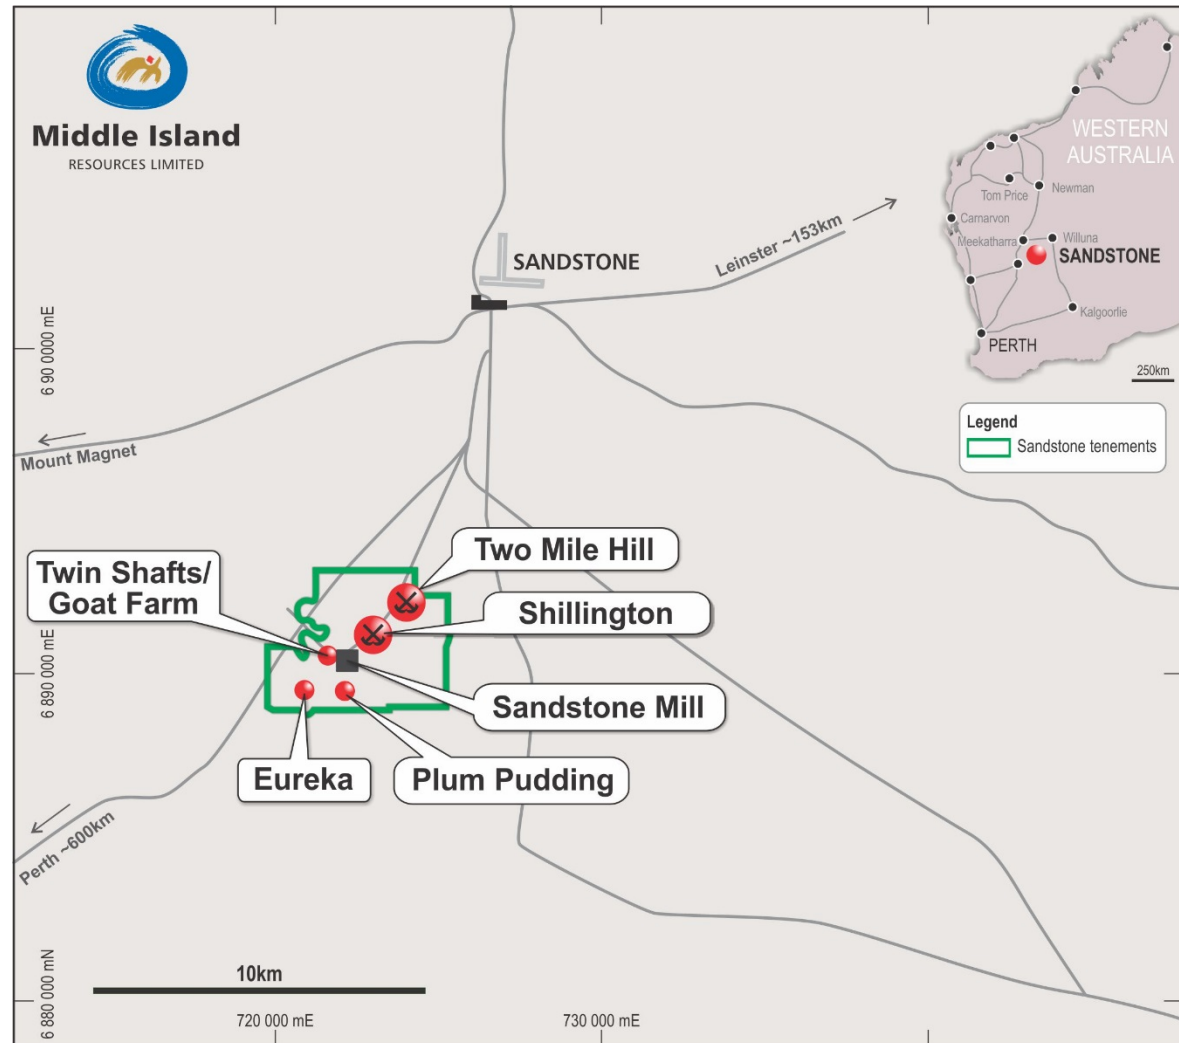 Middle Island
RESOURCES LIMITED
WESTERN
AUSTRALIA
Tom Price
Newman
Carnarvon
Meekatharra
Willuna
SANDSTONE
Kalgoorlie
PERTH
250km
Legend
Sandstone tenements
SANDSTONE
Leinster ~153km
Mount Magnet
Two Mile Hill
Twin Shafts/
Goat Farm
Shillington
Sandstone Mill
Eureka
Plum Pudding
Perth ~600km
10km
6 90 0000 mE
6 890 000 mE
6 880 000 mN
720 000 mE
730 000 mE